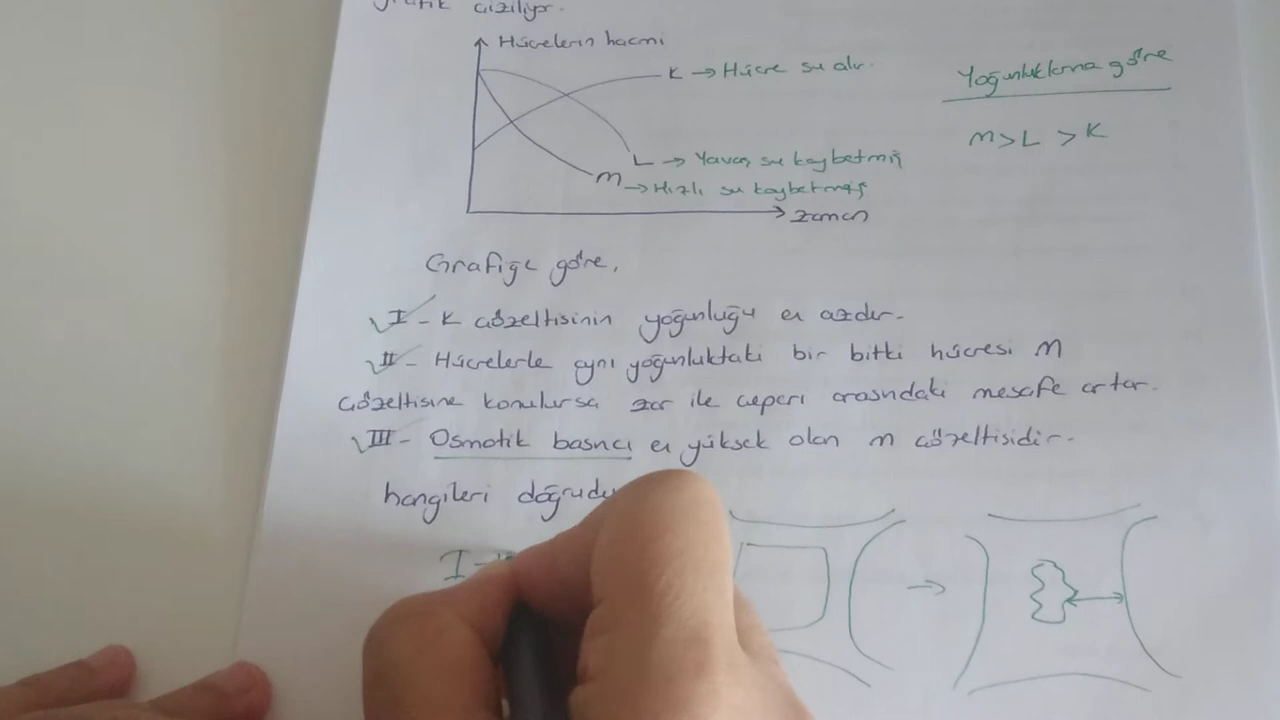 grafik çiziliyor.
Hücrelerin hacmi
K → Hücre su alır.
L → Yavaş su kaybetmiş
M → Hızlı su kaybetmiş
zaman
Yoğunluklarına göre
M > L > K
Grafiğe göre,
I - K çözeltisinin yoğunluğu en azdır.
II - Hücrelerle aynı yoğunluktaki bir bitki hücresi M
çözeltisine konulursa zar ile çeperi arasındaki mesafe artar.
III - Osmotik basıncı en yüksek olan M çözeltisidir.
hangileri
I -